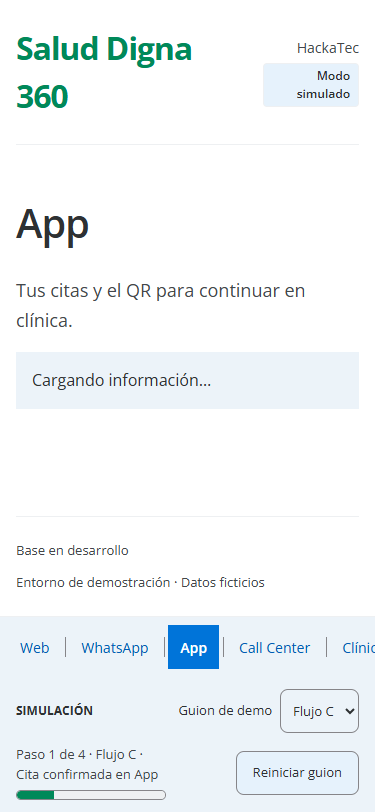 Salud Digna
360
HackaTec
Modo
simulado
App
Tus citas y el QR para continuar en
clínica.
Cargando información...
Base en desarrollo
Entorno de demostración · Datos ficticios
Web
WhatsApp
App
Call Center
SIMULACIÓN
Guion de demo
Flujo C
Paso 1 de 4 · Flujo C ·
Cita confirmada en App
Reiniciar guion